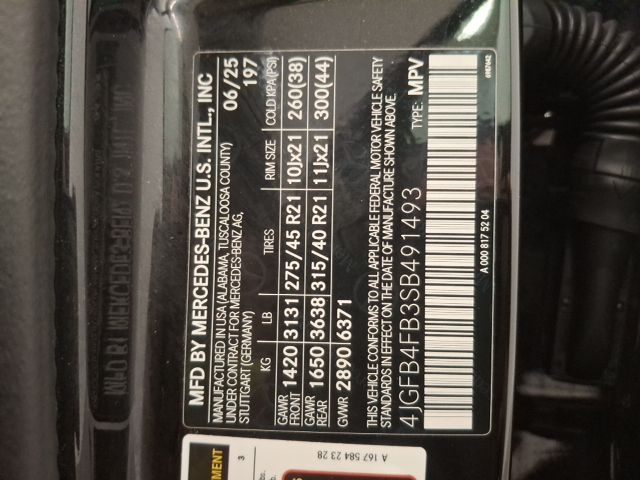 MFD BY MERCEDES-BENZ U.S. INTL., INC
MANUFACTURED IN USA (ALABAMA, TUSCALOOSA COUNTY) 06/25
UNDER CONTRACT FOR MERCEDES-BENZ AG, 197
STUTTGART (GERMANY)
KG LB TIRES RIM SIZE COLD KPA(PSI)
GAWR FRONT 1420 3131 275/45 R21 10Jx21 260(38)
GAWR REAR 1650 3638 315/40 R21 11Jx21 300(44)
GVWR 2890 6371
THIS VEHICLE CONFORMS TO ALL APPLICABLE FEDERAL MOTOR VEHICLE SAFETY
STANDARDS IN EFFECT ON THE DATE OF MANUFACTURE SHOWN ABOVE.
4JGFB4FB3SB491493 TYPE: MPV
A 000 817 52 04
A 167 584 23 28
3